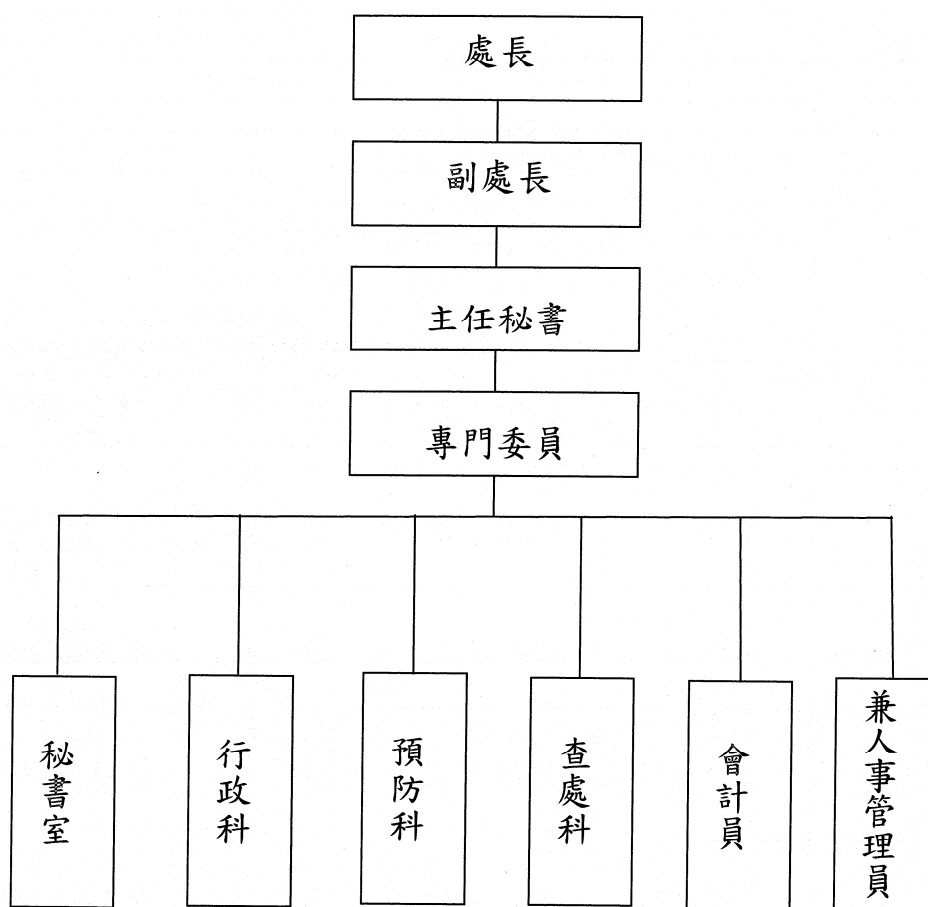 處長
副處長
主任秘書
專門委員
秘書室
行政科
預防科
查處科
會計員
兼人事管理員